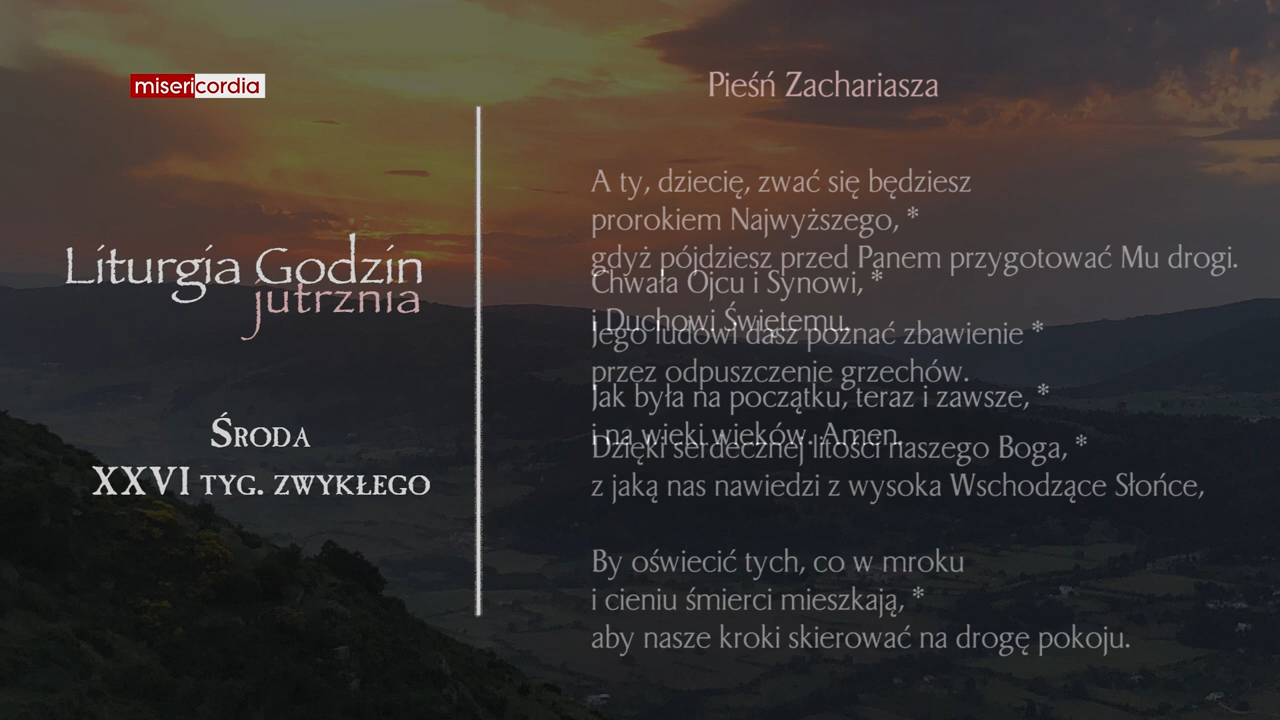 misericordia
Liturgia Godzin
jutrznia
Środa
XXVI tyg. zwykłego
Pieśń Zachariasza
A ty, dziecię, zwać się będziesz
prorokiem Najwyższego, *
gdyż pójdziesz przed Panem przygotować Mu drogi.
Chwała Ojcu i Synowi, *
i Duchowi Świętemu.
Jego ludowi dasz poznać zbawienie *
przez odpuszczenie grzechów.
Jak była na początku, teraz i zawsze, *
i na wieki wieków. Amen.
Dzięki serdecznej litości naszego Boga, *
z jaką nas nawiedzi z wysoka Wschodzące Słońce,
By oświecić tych, co w mroku
i cieniu śmierci mieszkają, *
aby nasze kroki skierować na drogę pokoju.